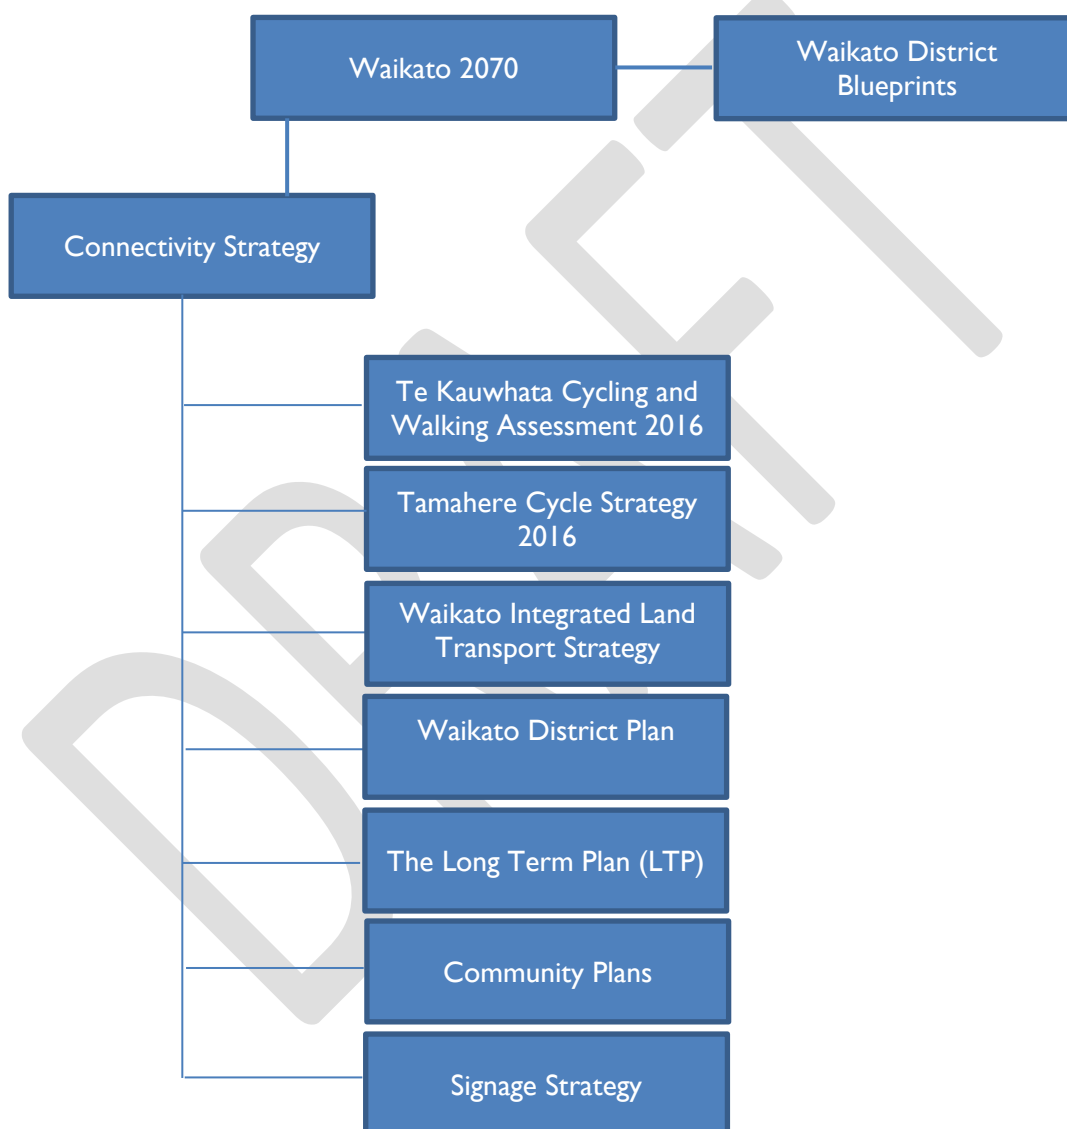 Waikato 2070
Waikato District
Blueprints
Connectivity Strategy
Te Kauwhata Cycling and
Walking Assessment 2016
Tamahere Cycle Strategy
2016
Waikato Integrated Land
Transport Strategy
Waikato District Plan
The Long Term Plan (LTP)
Community Plans
Signage Strategy
DRAFT